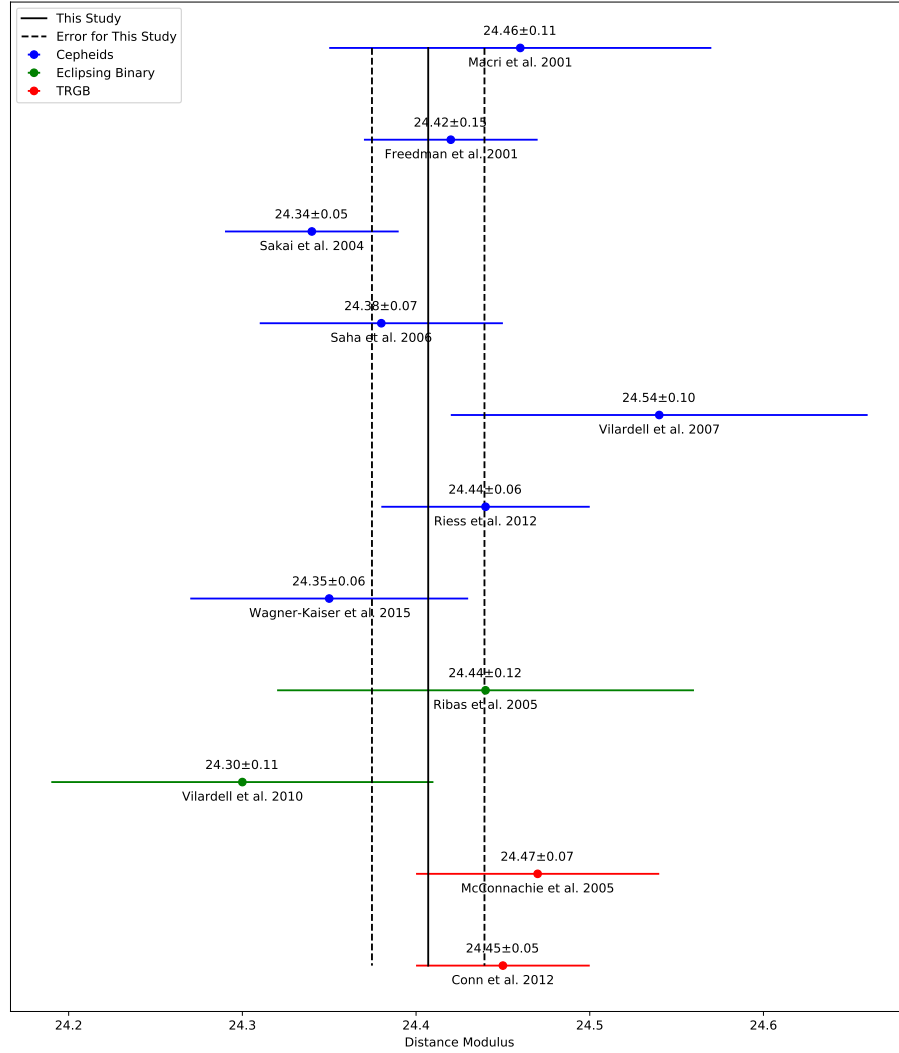 This Study
Error for This Study
Cepheids
Eclipsing Binary
TRGB
24.46±0.11
Macri et al. 2001
24.42±0.15
Freedman et al. 2001
24.34±0.05
Sakai et al. 2004
24.38±0.07
Saha et al. 2006
24.54±0.10
Vilardell et al. 2007
24.44±0.06
Riess et al. 2012
24.35±0.06
Wagner-Kaiser et al. 2015
24.44±0.12
Ribas et al. 2005
24.30±0.11
Vilardell et al. 2010
24.47±0.07
McConnachie et al. 2005
24.45±0.05
Conn et al. 2012
24.2 24.3 24.4 24.5 24.6
Distance Modulus